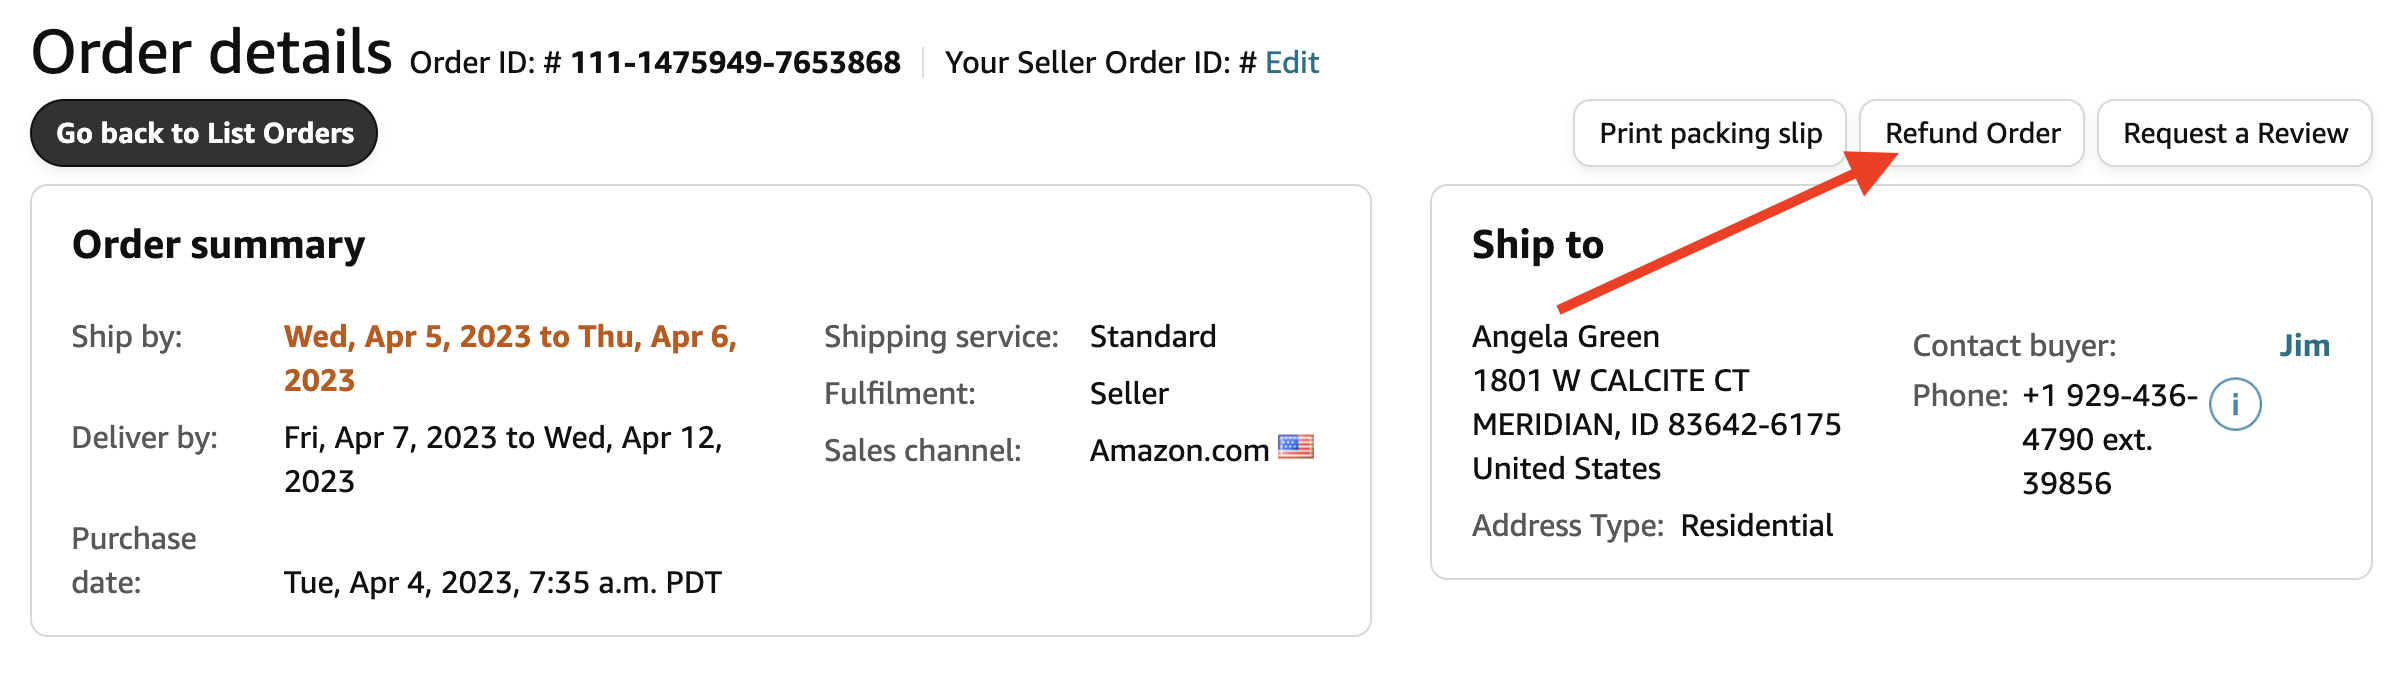 Order details Order ID: # 111-1475949-7653868 Your Seller Order ID: # Edit
Go back to List Orders
Print packing slip
Refund Order
Request a Review
Order summary
Ship by: Wed, Apr 5, 2023 to Thu, Apr 6,
2023
Deliver by: Fri, Apr 7, 2023 to Wed, Apr 12,
2023
Purchase
date: Tue, Apr 4, 2023, 7:35 a.m. PDT
Shipping service: Standard
Fulfilment: Seller
Sales channel: Amazon.com
Ship to
Angela Green
1801 W CALCITE CT
MERIDIAN, ID 83642-6175
United States
Address Type: Residential
Contact buyer: Jim
Phone: +1 929-436-
4790 ext.
39856
i